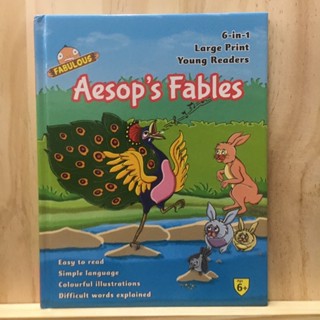 6-in-1
Large Print
Young Readers
FABULOUS
Aesop's Fables
Easy to read
Simple language
Colourful illustrations
Difficult words explained
6+